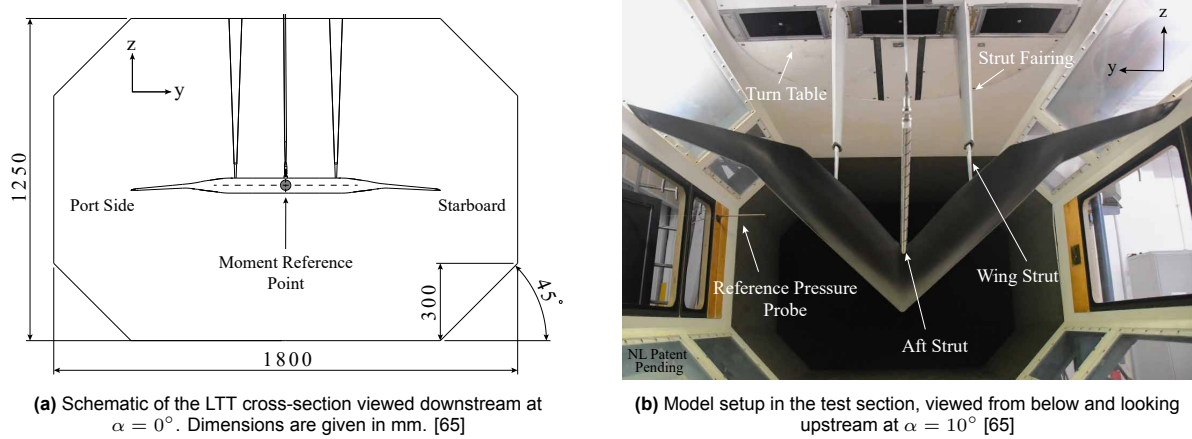 z
y
1250
Port Side
Starboard
Moment Reference
Point
300
45°
1800
(a) Schematic of the LTT cross-section viewed downstream at
α = 0°. Dimensions are given in mm. [65]
z
y
Strut Fairing
Turn Table
Wing Strut
Reference Pressure
Probe
Aft Strut
NL Patent
Pending
(b) Model setup in the test section, viewed from below and looking
upstream at α = 10° [65]